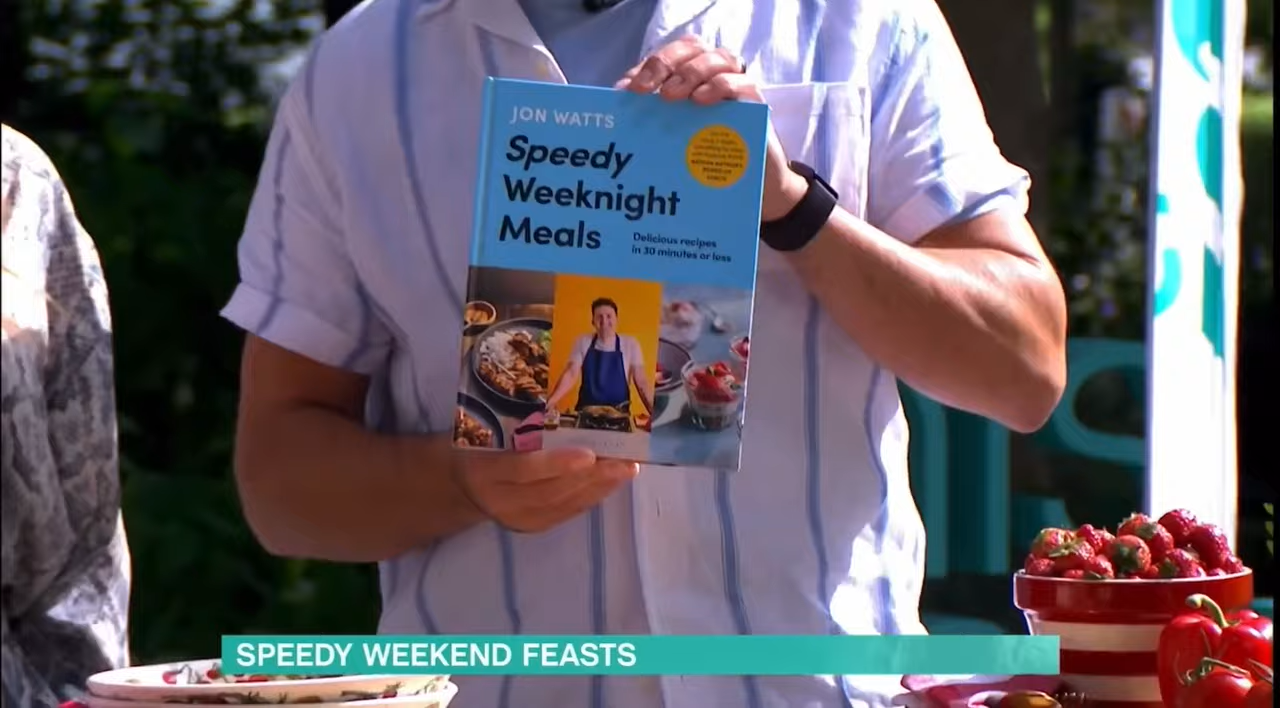 JON WATTS
Speedy
Weeknight
Meals
Delicious recipes
in 30 minutes or less
SPEEDY WEEKEND FEASTS